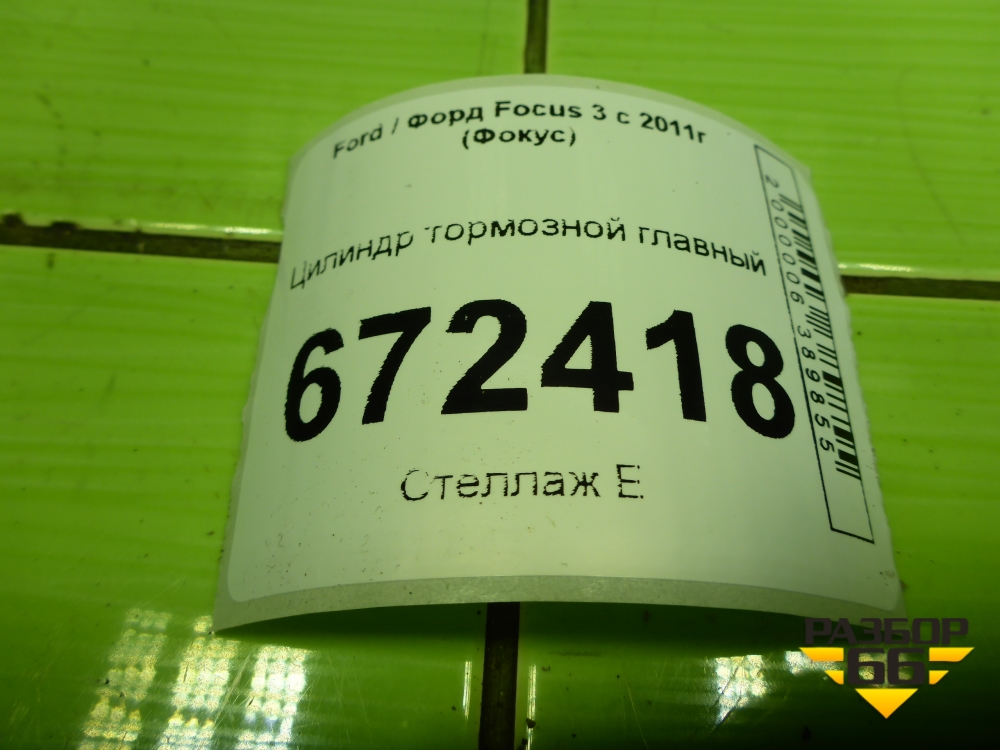 Ford / Форд Focus 3 с 2011г
(Фокус)
Цилиндр тормозной главный
672418
Стеллаж Е
2000006389855
РАЗБОР
66